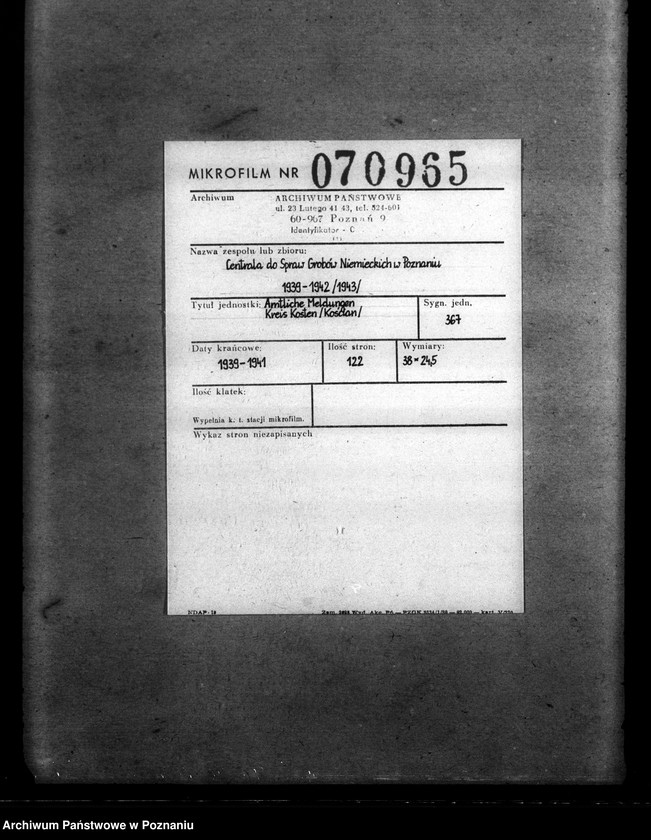 MIKROFILM NR 070965
Archiwum
ARCHIWUM PAŃSTWOWE
ul. 23 Lutego 41 43, tel. 524-601
60-967 Poznań 9
Identyfikator - C
Nazwa zespołu lub zbioru:
Centrala do Spraw Grobów Niemieckich w Poznaniu
1939-1942 /1943/
Tytuł jednostki: Amtliche Meldungen
Kreis Kosten /Kościan/
Sygn. jedn.
367
Daty krańcowe:
1939-1941
Ilość stron:
122
Wymiary:
38 × 24,5
Ilość klatek:
Wypełnia k. t. stacji mikrofilm.
Wykaz stron niezapisanych
Archiwum Państwowe w Poznaniu